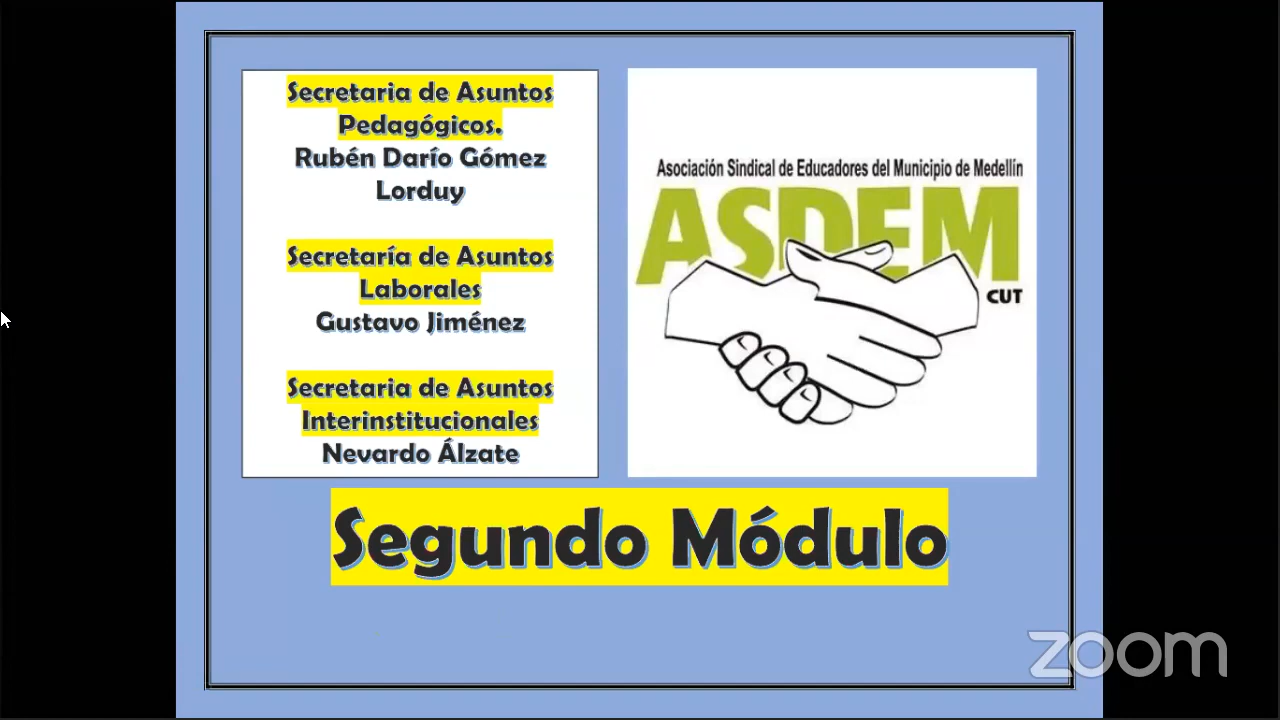 Secretaria de Asuntos
Pedagógicos.
Rubén Darío Gómez
Lorduy
Secretaría de Asuntos
Laborales
Gustavo Jiménez
Secretaria de Asuntos
Interinstitucionales
Nevardo Álzate
Asociación Sindical de Educadores del Municipio de Medellín
ASDEM
CUT
Segundo Módulo
zoom